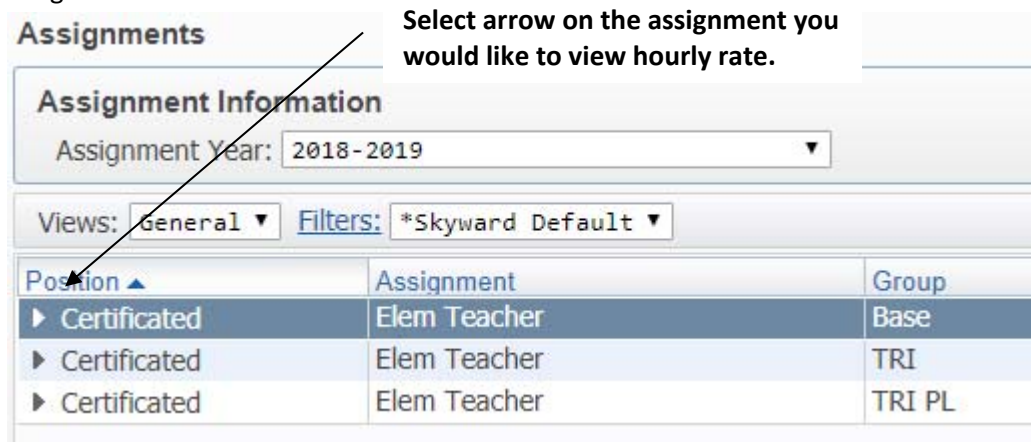 Assignments
Select arrow on the assignment you
would like to view hourly rate.
Assignment Information
Assignment Year: 2018-2019 ▼
Views: General ▼ Filters: *Skyward Default ▼
Position ▲ Assignment Group
▶ Certificated Elem Teacher Base
▶ Certificated Elem Teacher TRI
▶ Certificated Elem Teacher TRI PL